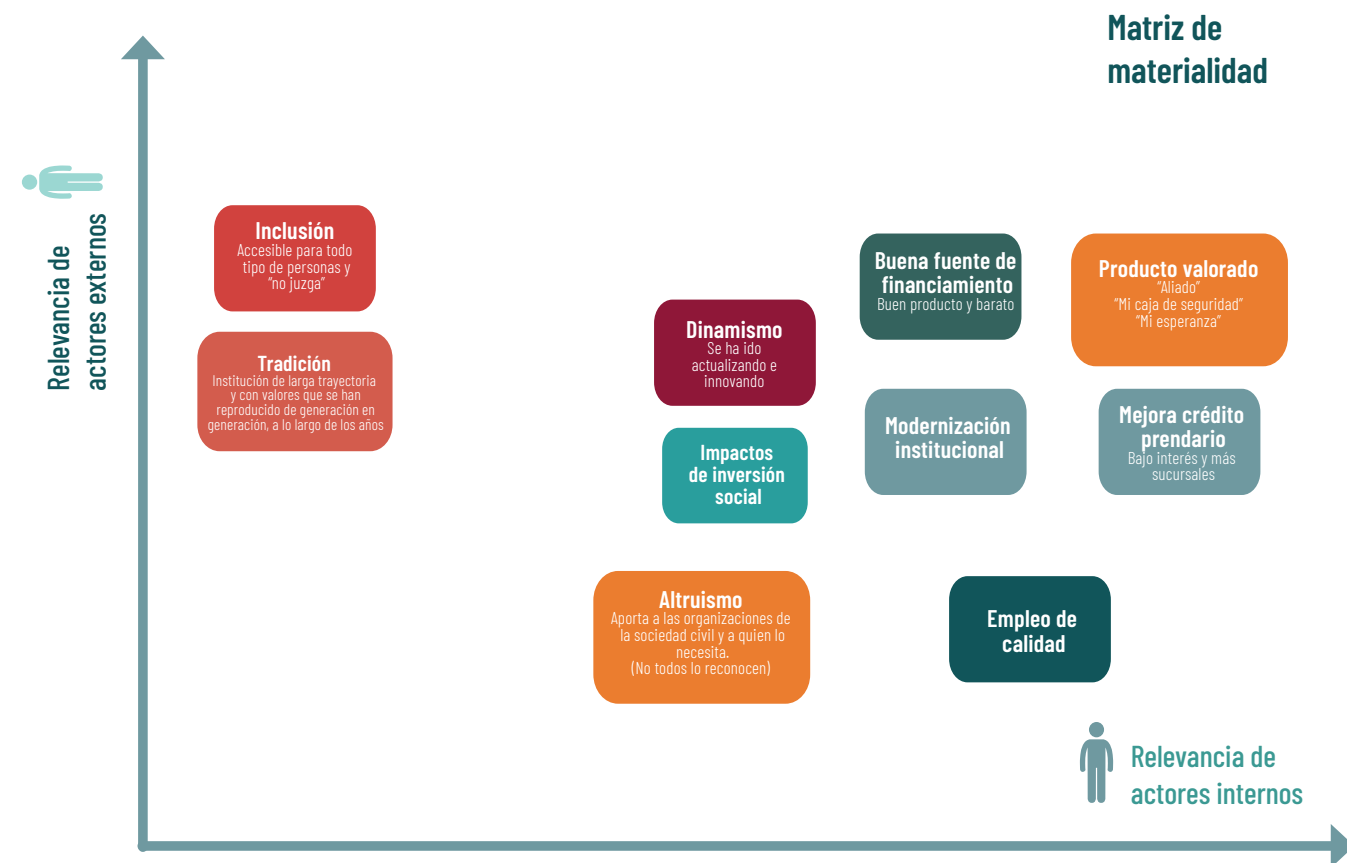 Matriz de
materialidad
Relevancia de
actores externos
Inclusión
Accesible para todo
tipo de personas y
“no juzga”
Tradición
Institución de larga trayectoria
y con valores que se han
reproducido de generación en
generación, a lo largo de los años
Dinamismo
Se ha ido
actualizando e
innovando
Impactos
de inversión
social
Altruismo
Aporta a las organizaciones de
la sociedad civil y a quien lo
necesita.
(No todos lo reconocen)
Buena fuente de
financiamiento
Buen producto y barato
Modernización
institucional
Producto valorado
“Aliado”
“Mi caja de seguridad”
“Mi esperanza”
Mejora crédito
prendario
Bajo interés y más
sucursales
Empleo de
calidad
Relevancia de
actores internos